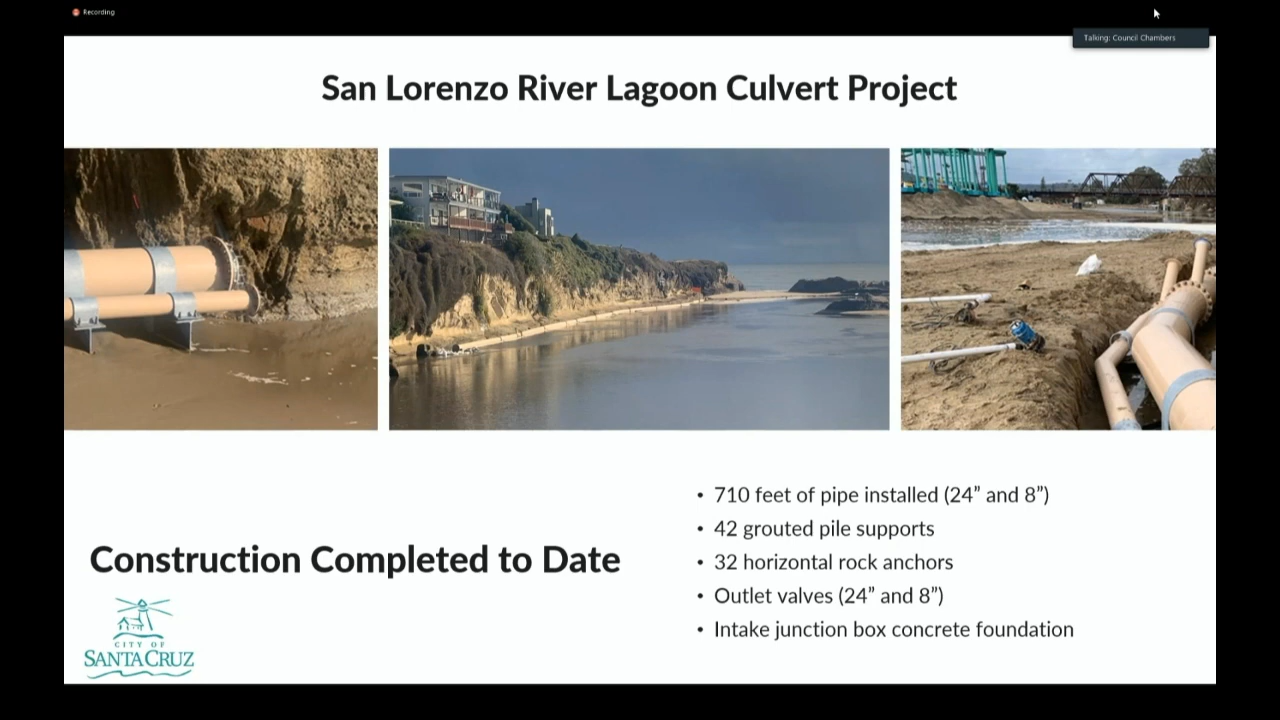 Recording
Talking: Council Chambers
San Lorenzo River Lagoon Culvert Project
• 710 feet of pipe installed (24” and 8”)
• 42 grouted pile supports
• 32 horizontal rock anchors
• Outlet valves (24” and 8”)
• Intake junction box concrete foundation
Construction Completed to Date
CITY OF
SANTA CRUZ